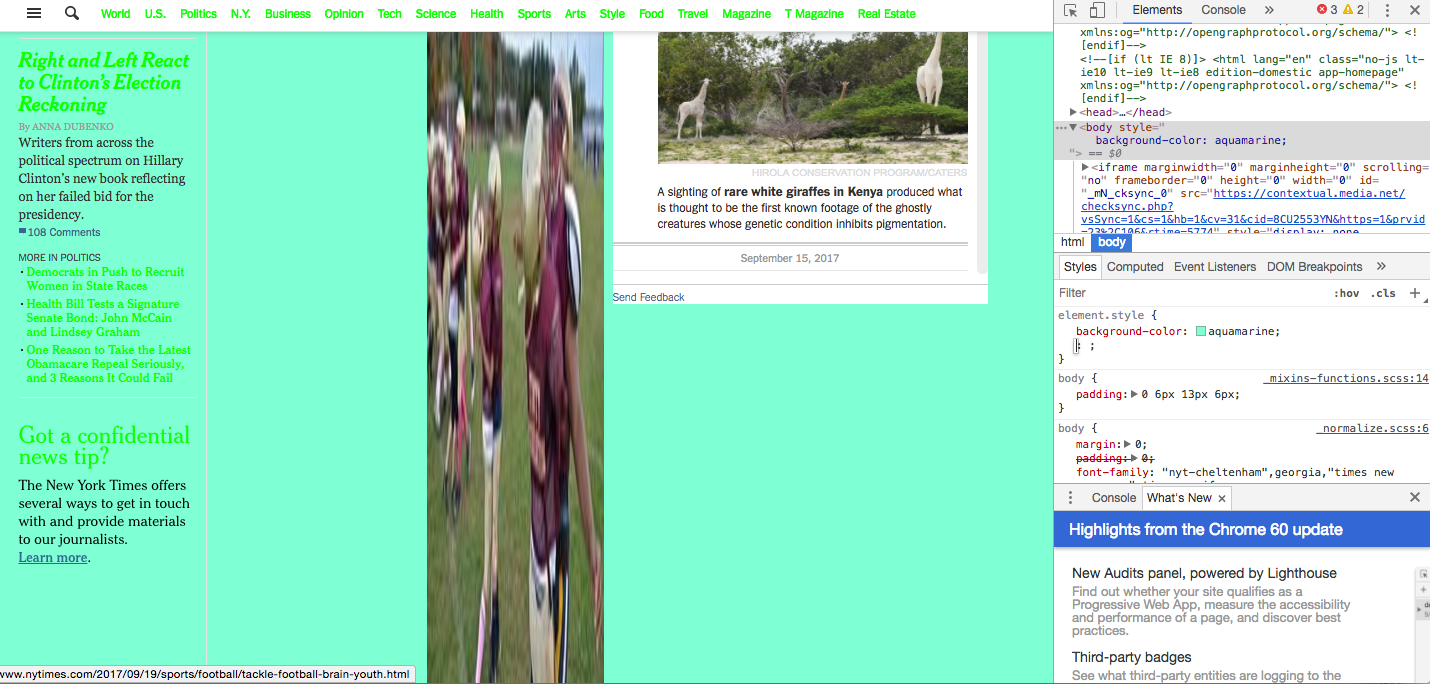 World U.S. Politics N.Y. Business Opinion Tech Science Health Sports Arts Style Food Travel Magazine T Magazine Real Estate
Right and Left React
to Clinton's Election
Reckoning
By ANNA DUBENKO
Writers from across the
political spectrum on Hillary
Clinton's new book reflecting
on her failed bid for the
presidency.
108 Comments
MORE IN POLITICS
· Democrats in Push to Recruit
Women in State Races
· Health Bill Tests a Signature
Senate Bond: John McCain
and Lindsey Graham
· One Reason to Take the Latest
Obamacare Repeal Seriously,
and 3 Reasons It Could Fail
Got a confidential
news tip?
The New York Times offers
several ways to get in touch
with and provide materials
to our journalists.
Learn more.
www.nytimes.com/2017/09/19/sports/football/tackle-football-brain-youth.html
HIROLA CONSERVATION PROGRAM/CATERS
A sighting of rare white giraffes in Kenya produced what
is thought to be the first known footage of the ghostly
creatures whose genetic condition inhibits pigmentation.
September 15, 2017
Send Feedback
Elements Console » 3 2
xmlns:og="http://opengraphprotocol.org/schema/"> <!
[endif]-->
<!--[if (lt IE 8)]> <html lang="en" class="no-js lt-
ie10 lt-ie9 lt-ie8 edition-domestic app-homepage"
xmlns:og="http://opengraphprotocol.org/schema/"> <!
[endif]-->
<head>…</head>
<body style="
background-color: aquamarine;
"> == $0
<iframe marginwidth="0" marginheight="0" scrolling=
"no" frameborder="0" height="0" width="0" id=
"_mN_cksync_0" src="https://contextual.media.net/
checksync.php?
vsSync=1&cs=1&hb=1&cv=31&cid=8CU2553YN&https=1&prvid
=23%2C106&rtime=5774" style="display: none
html body
Styles Computed Event Listeners DOM Breakpoints »
Filter :hov .cls +
element.style {
background-color: aquamarine;
: ;
}
body { _mixins-functions.scss:14
padding: 0 6px 13px 6px;
}
body { _normalize.scss:6
margin: 0;
padding: 0;
font-family: "nyt-cheltenham",georgia,"times new
Console What's New ×
Highlights from the Chrome 60 update
New Audits panel, powered by Lighthouse
Find out whether your site qualifies as a
Progressive Web App, measure the accessibility
and performance of a page, and discover best
practices.
Third-party badges
See what third-party entities are logging to the